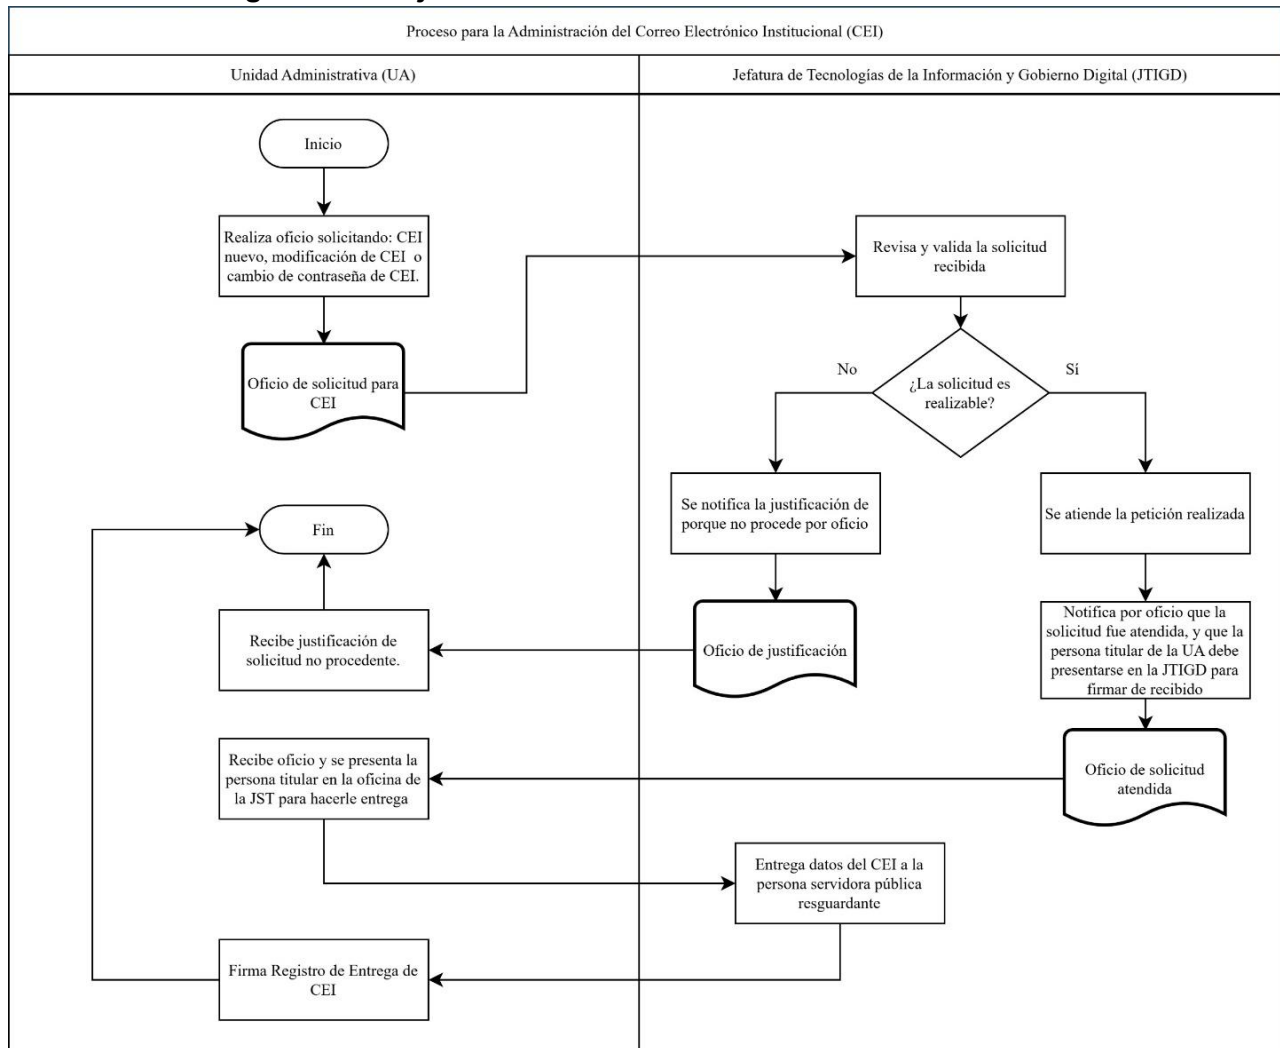 Proceso para la Administración del Correo Electrónico Institucional (CEI)
Unidad Administrativa (UA)
Jefatura de Tecnologías de la Información y Gobierno Digital (JTIGD)
Inicio
Realiza oficio solicitando: CEI
nuevo, modificación de CEI o
cambio de contraseña de CEI.
Oficio de solicitud para
CEI
Revisa y valida la solicitud
recibida
¿La solicitud es
realizable?
No
Sí
Se notifica la justificación de
porque no procede por oficio
Se atiende la petición realizada
Oficio de justificación
Notifica por oficio que la
solicitud fue atendida, y que la
persona titular de la UA debe
presentarse en la JTIGD para
firmar de recibido
Fin
Recibe justificación de
solicitud no procedente.
Oficio de solicitud
atendida
Recibe oficio y se presenta la
persona titular en la oficina de
la JST para hacerle entrega
Entrega datos del CEI a la
persona servidora pública
resguardante
Firma Registro de Entrega de
CEI